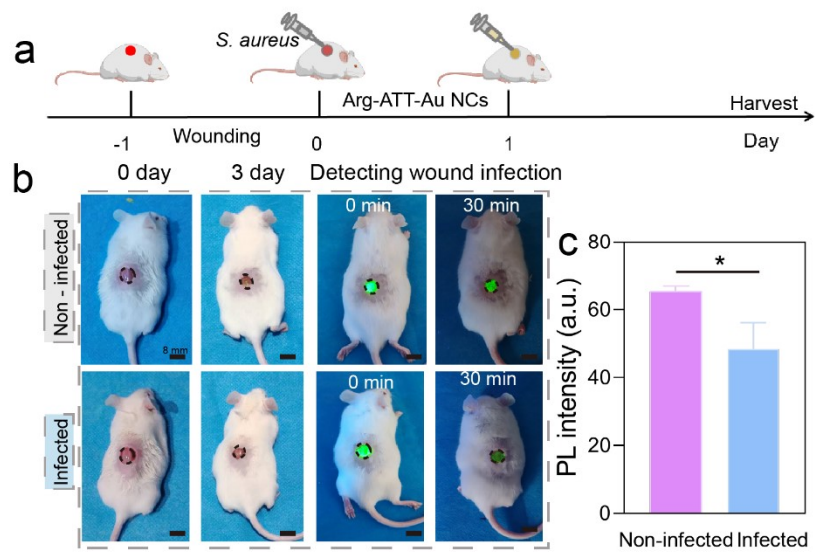 a
S. aureus
Arg-ATT-Au NCs
Harvest
-1
Wounding
0
1
Day
b
0 day
3 day
Detecting wound infection
Non - infected
0 min
30 min
8 mm
Infected
0 min
30 min
c
PL intensity (a.u.)
80
60
40
20
0
*
Non-infected
Infected